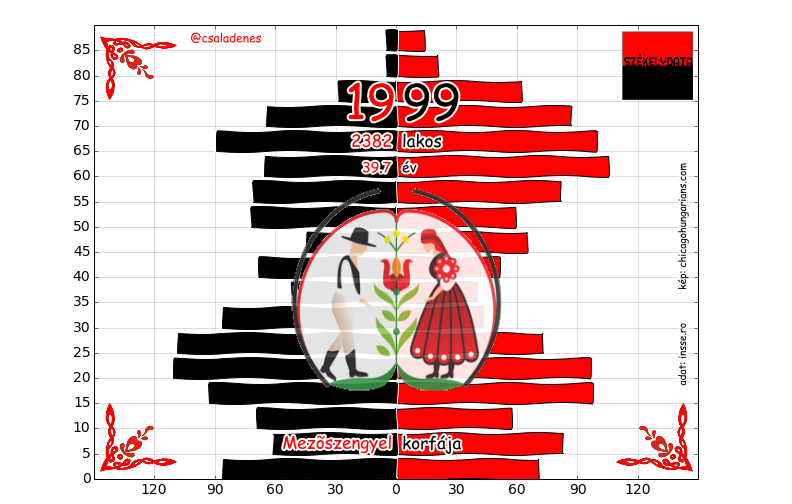 @csaladenes
SZÉKELYDATA
1999
2382 lakos
39.7 év
kép: chicagohungarians.com
adat: insse.ro
Mezőszengyel korfája
85
80
75
70
65
60
55
50
45
40
35
30
25
20
15
10
5
0
120 90 60 30 0 30 60 90 120